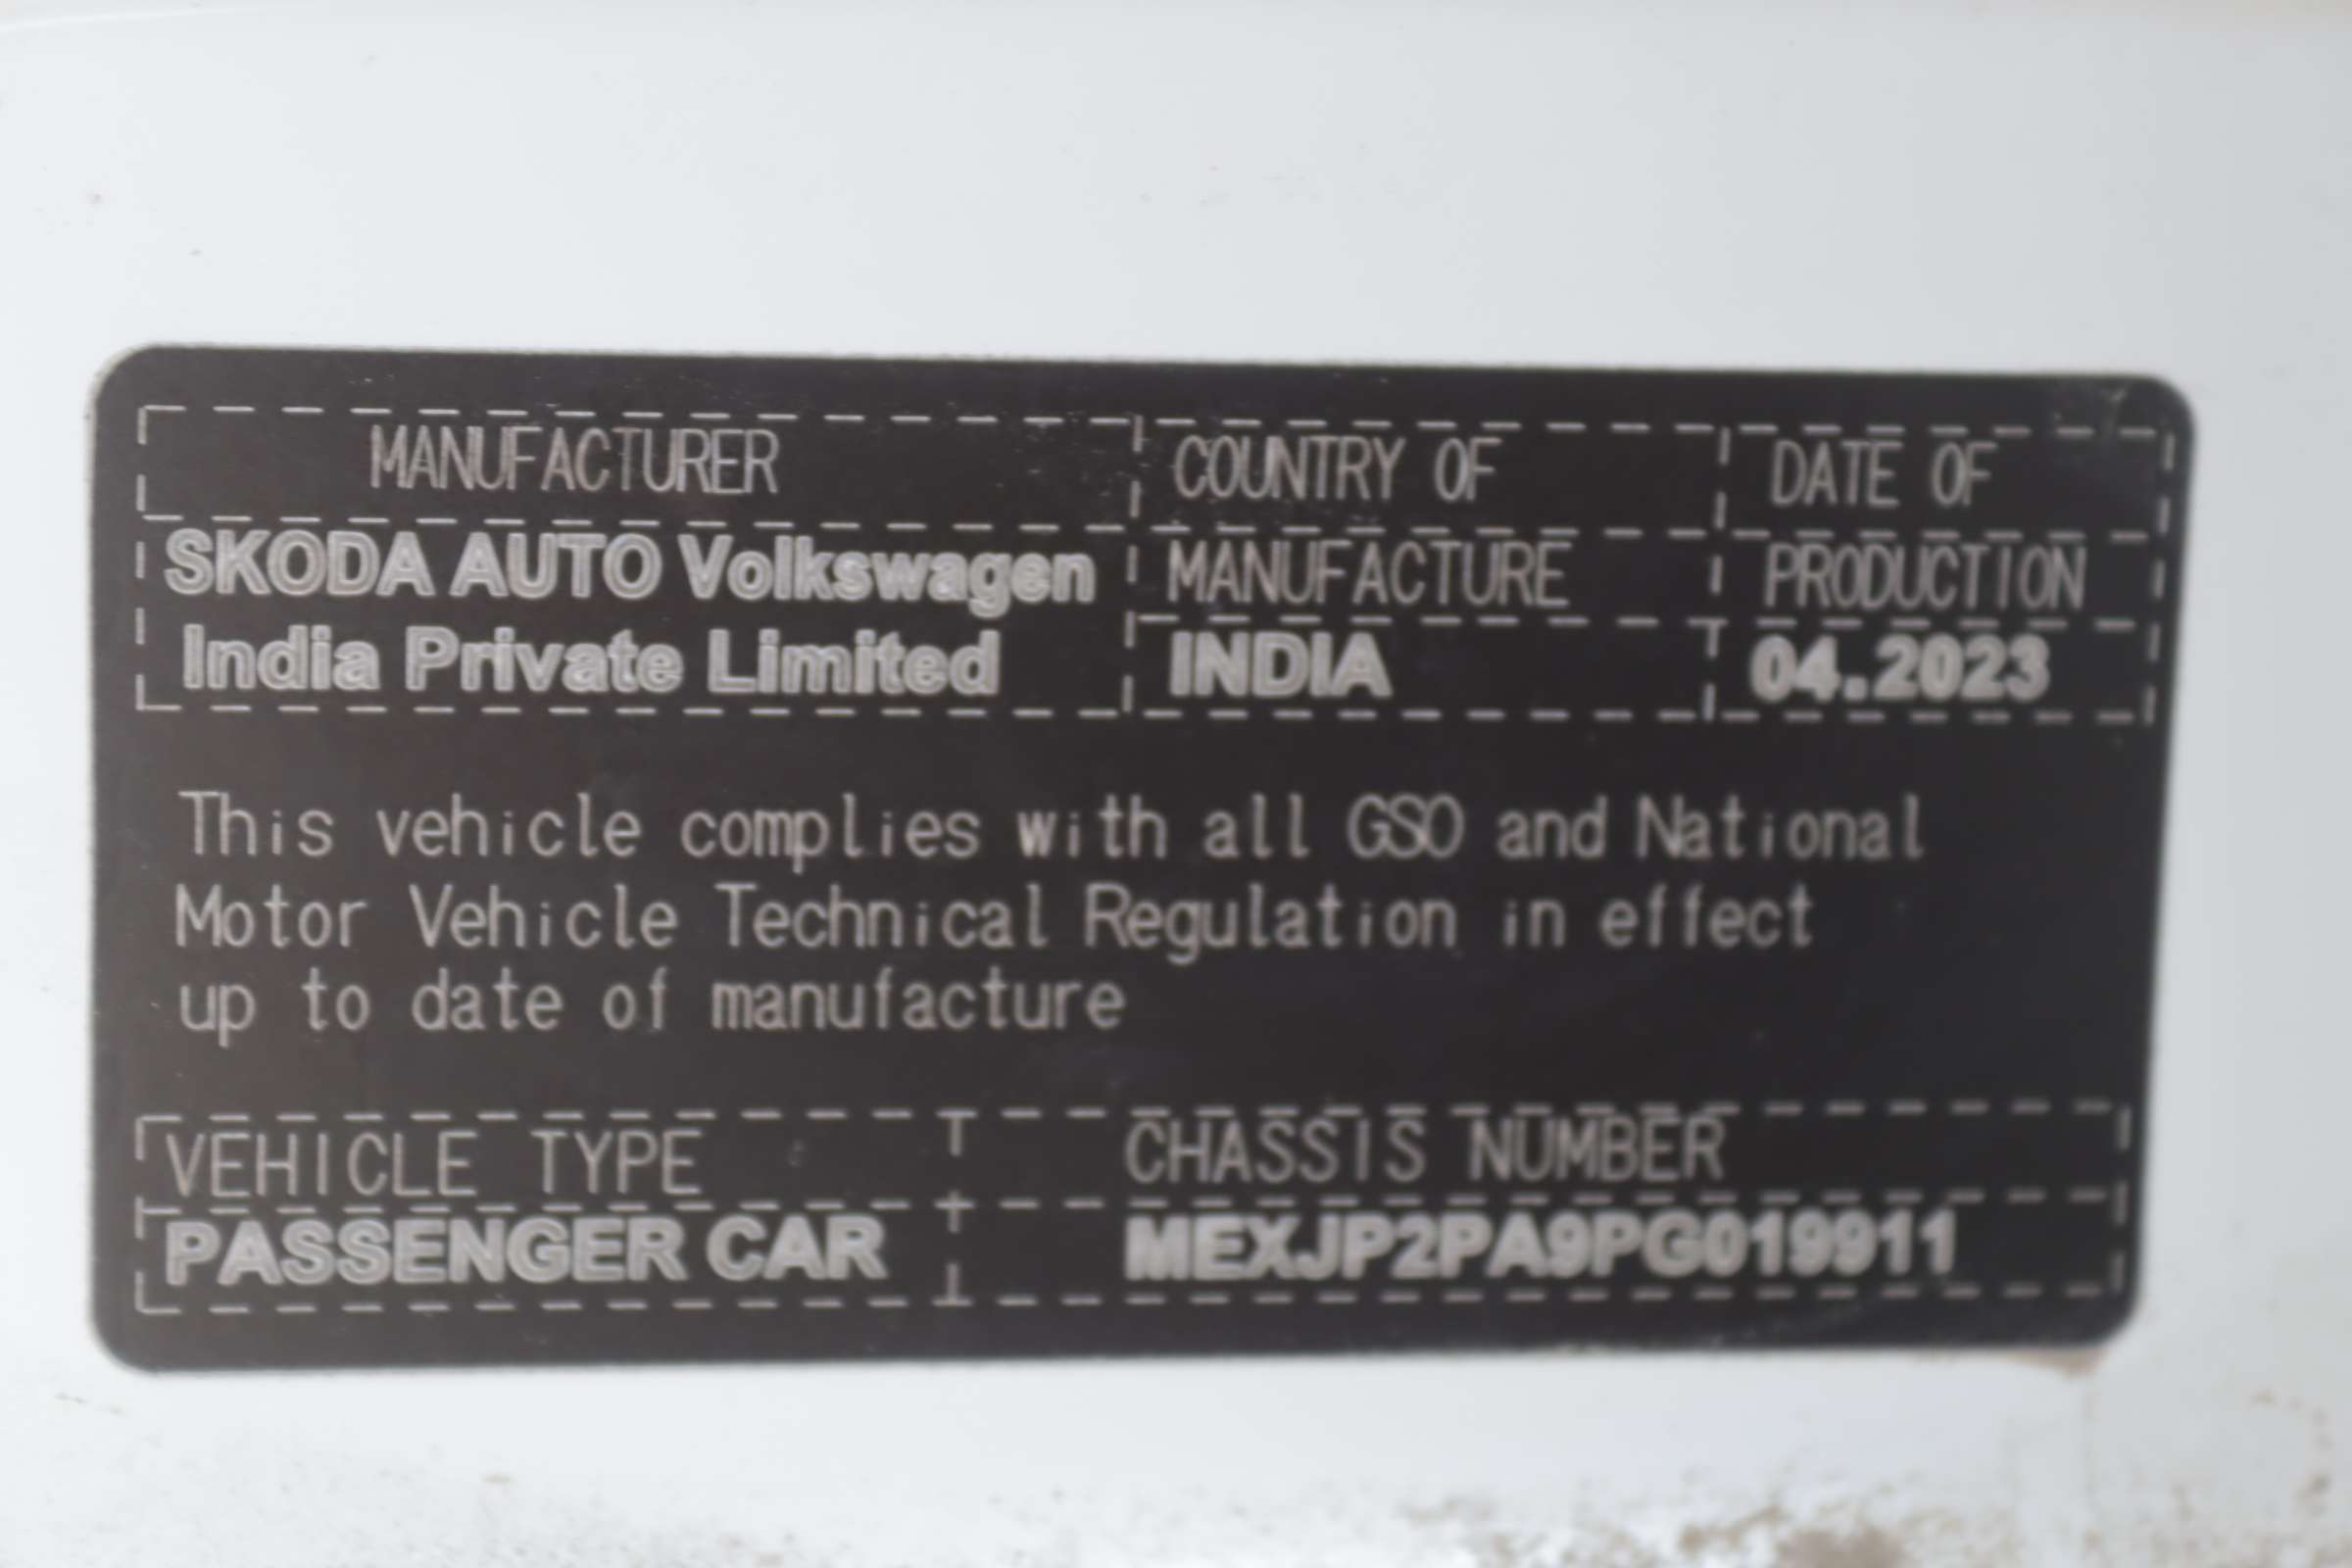 MANUFACTURER
SKODA AUTO Volkswagen
India Private Limited
COUNTRY OF
MANUFACTURE
INDIA
DATE OF
PRODUCTION
04.2023
This vehicle complies with all GSO and National
Motor Vehicle Technical Regulation in effect
up to date of manufacture
VEHICLE TYPE
PASSENGER CAR
CHASSIS NUMBER
MEXJP2PA9PG019911